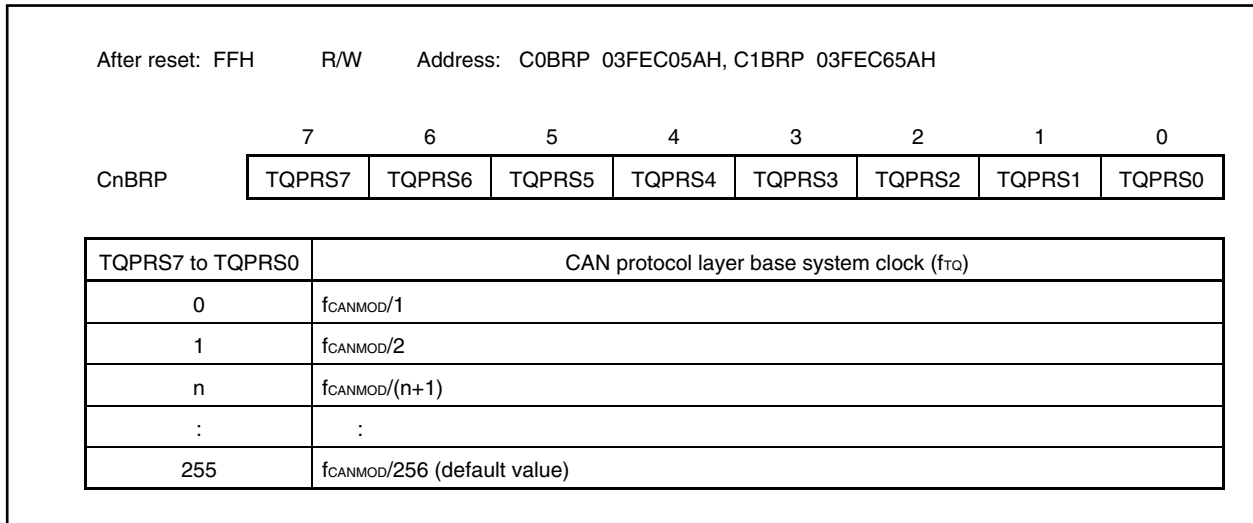 After reset: FFH R/W Address: C0BRP 03FEC05AH, C1BRP 03FEC65AH
7 6 5 4 3 2 1 0
CnBRP TQPRS7 TQPRS6 TQPRS5 TQPRS4 TQPRS3 TQPRS2 TQPRS1 TQPRS0
TQPRS7 to TQPRS0 CAN protocol layer base system clock (fTQ)
0 fCANMOD/1
1 fCANMOD/2
n fCANMOD/(n+1)
: :
255 fCANMOD/256 (default value)